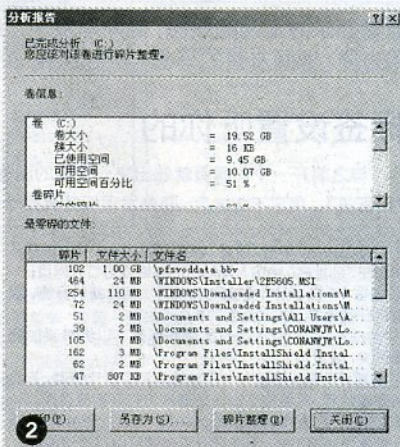 分析报告
已完成分析: (C:)
您应该对该卷进行碎片整理。
卷信息:
卷 (C:)
卷大小 = 19.52 GB
簇大小 = 16 KB
已使用空间 = 9.45 GB
可用空间 = 10.07 GB
可用空间百分比 = 51 %
卷碎片
最零碎的文件:
碎片 文件大小 文件名
102 1.00 GB \pfsvoddata.bbv
464 24 MB \WINDOWS\Installer\2E5605.MSI
254 110 MB \WINDOWS\Downloaded Installations\M...
72 24 MB \WINDOWS\Downloaded Installations\M...
51 2 MB \Documents and Settings\All Users\A...
39 2 MB \Documents and Settings\CONANWJW\Lo...
105 7 MB \Documents and Settings\CONANWJW\Lo...
162 3 MB \Program Files\InstallShield Instal...
62 2 MB \Program Files\InstallShield Instal...
47 807 KB \Program Files\InstallShield Instal...
印(P) 另存为(S)... 碎片整理(D) 关闭(C)
2